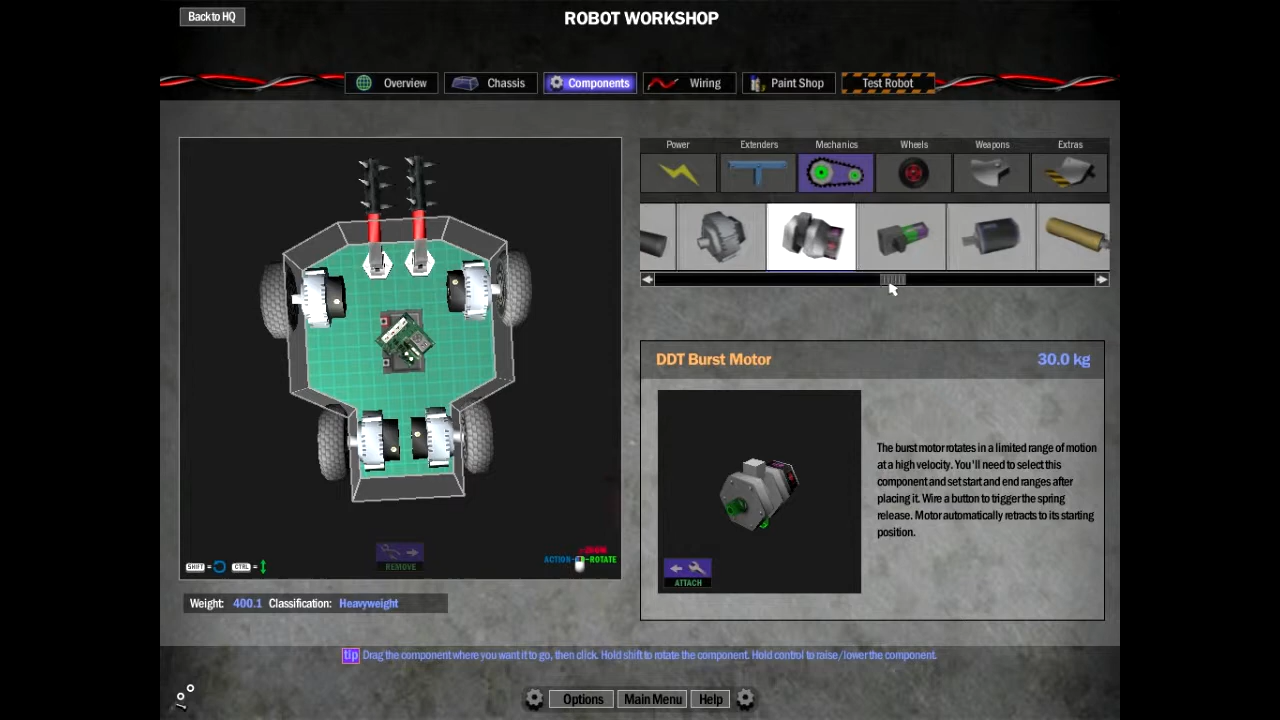 Back to HQ
ROBOT WORKSHOP
Overview
Chassis
Components
Wiring
Paint Shop
Test Robot
Power
Extenders
Mechanics
Wheels
Weapons
Extras
DDT Burst Motor
30.0 kg
The burst motor rotates in a limited range of motion
at a high velocity. You'll need to select this
component and set start and end ranges after
placing it. Wire a button to trigger the spring
release. Motor automatically retracts to its starting
position.
ATTACH
REMOVE
SHIFT =
CTRL =
ACTION
ROTATE
Weight: 400.1 Classification: Heavyweight
tip Drag the component where you want it to go, then click. Hold shift to rotate the component. Hold control to raise/lower the component.
Options
Main Menu
Help